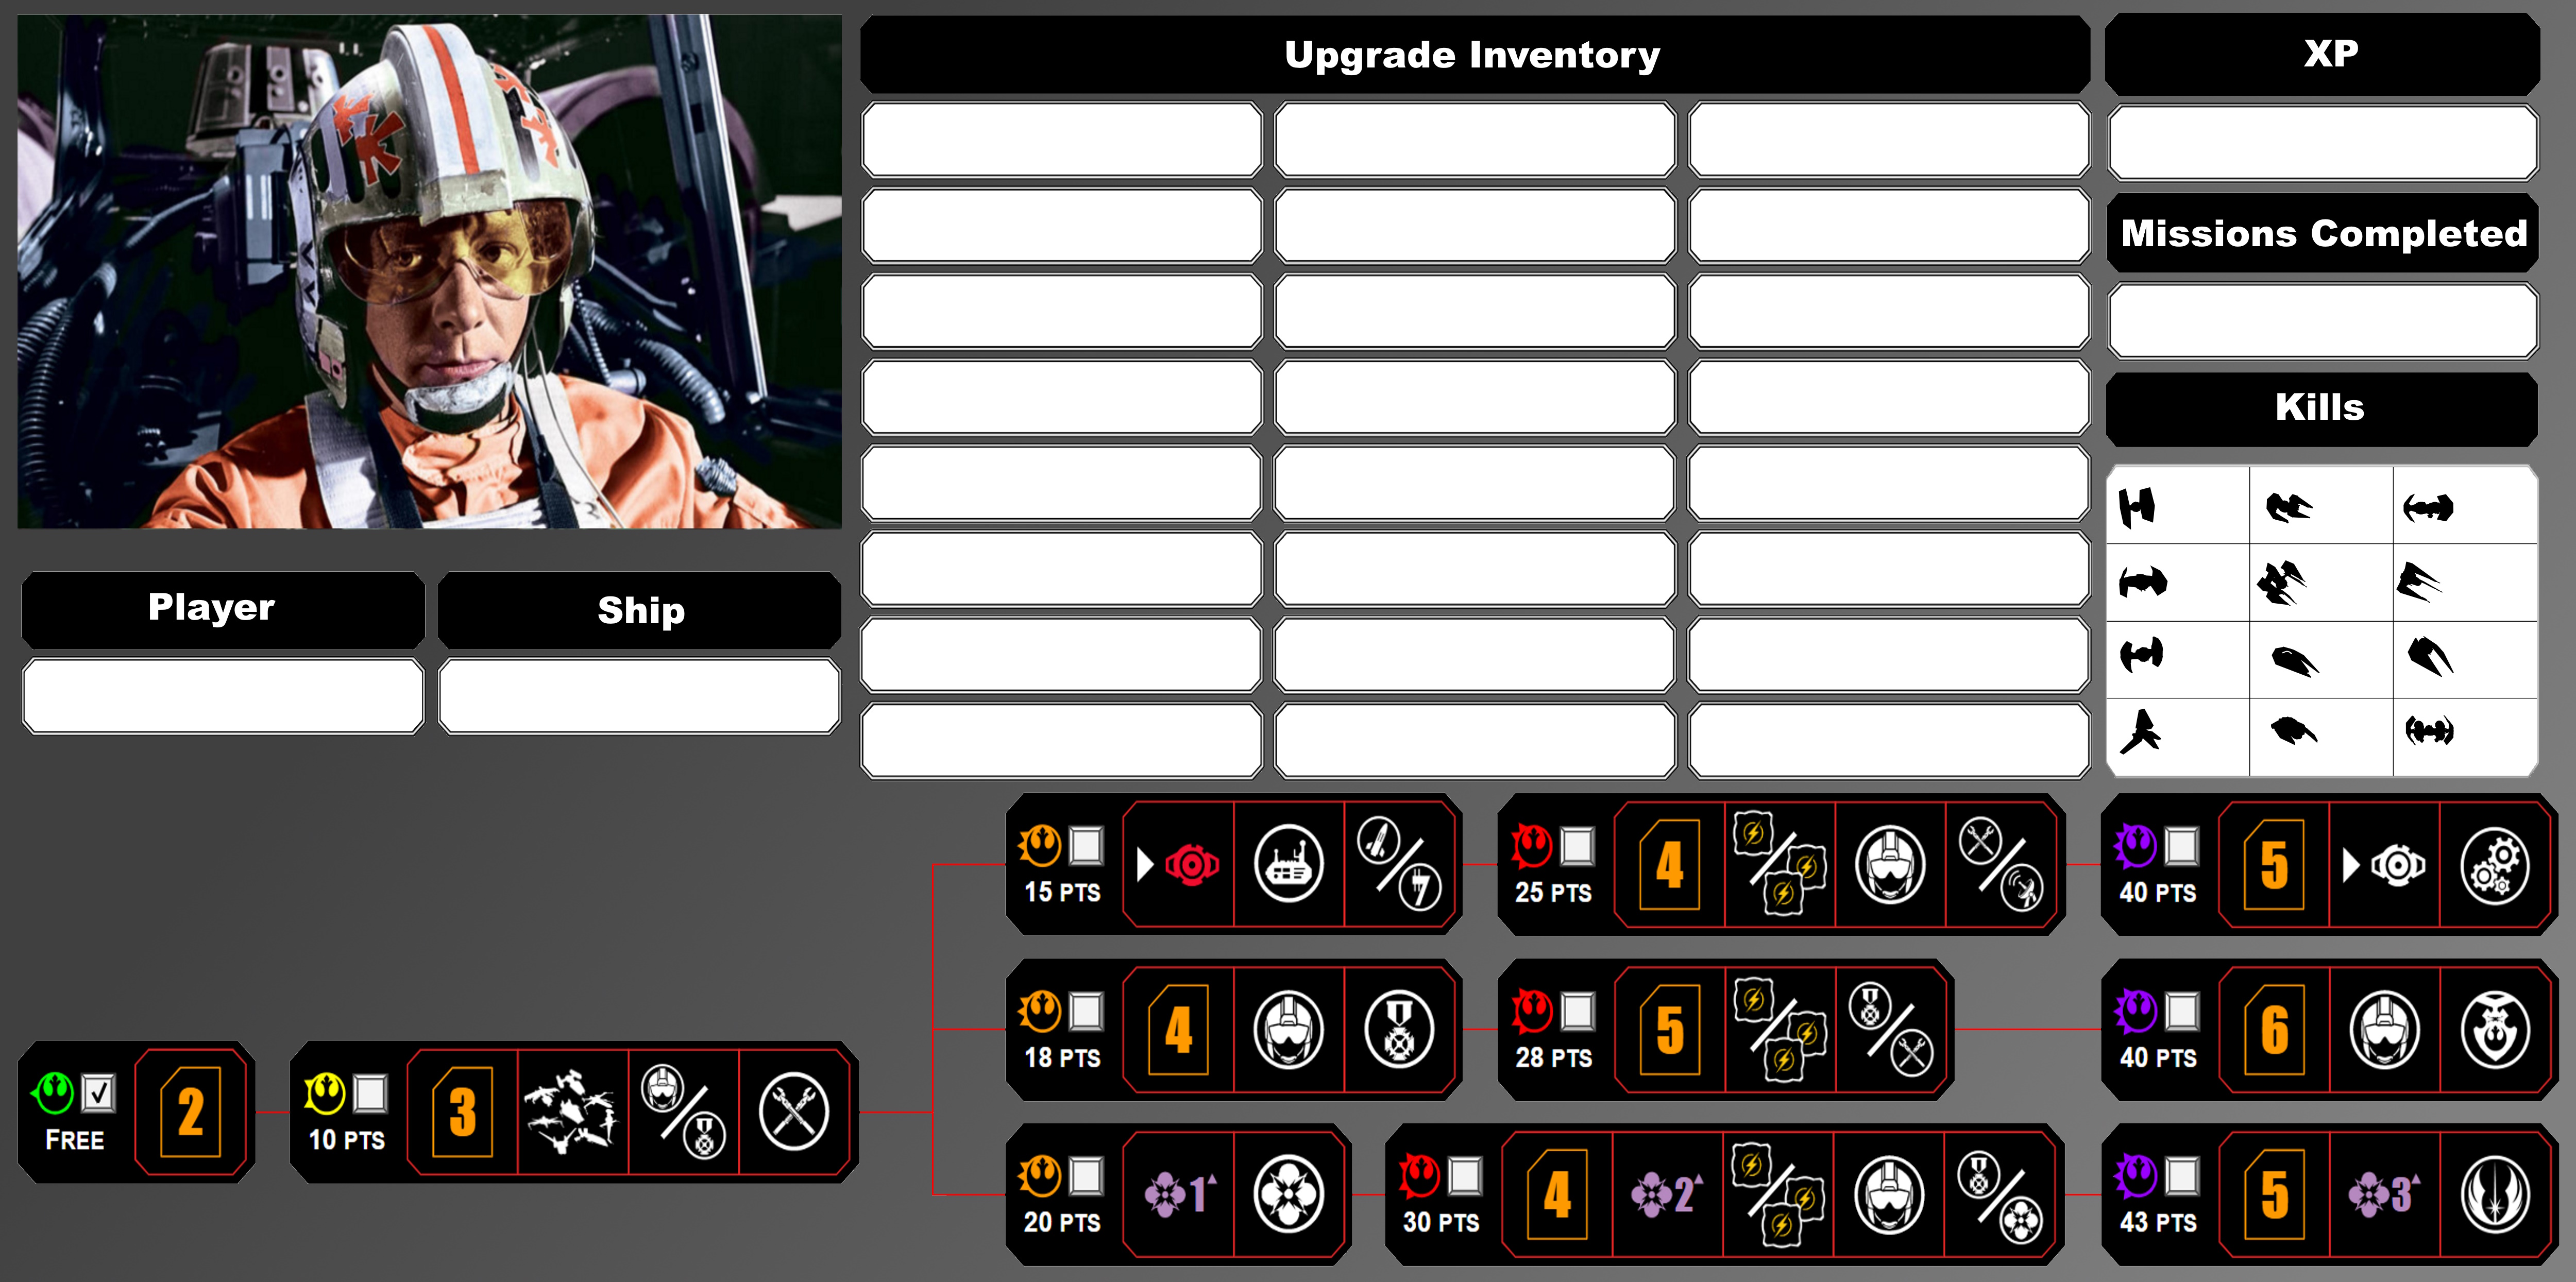 Upgrade Inventory
XP
Missions Completed
Kills
Player
Ship
15 PTS
25 PTS
4
40 PTS
5
18 PTS
4
28 PTS
5
40 PTS
6
FREE
2
10 PTS
3
20 PTS
1
30 PTS
4
2
43 PTS
5
3